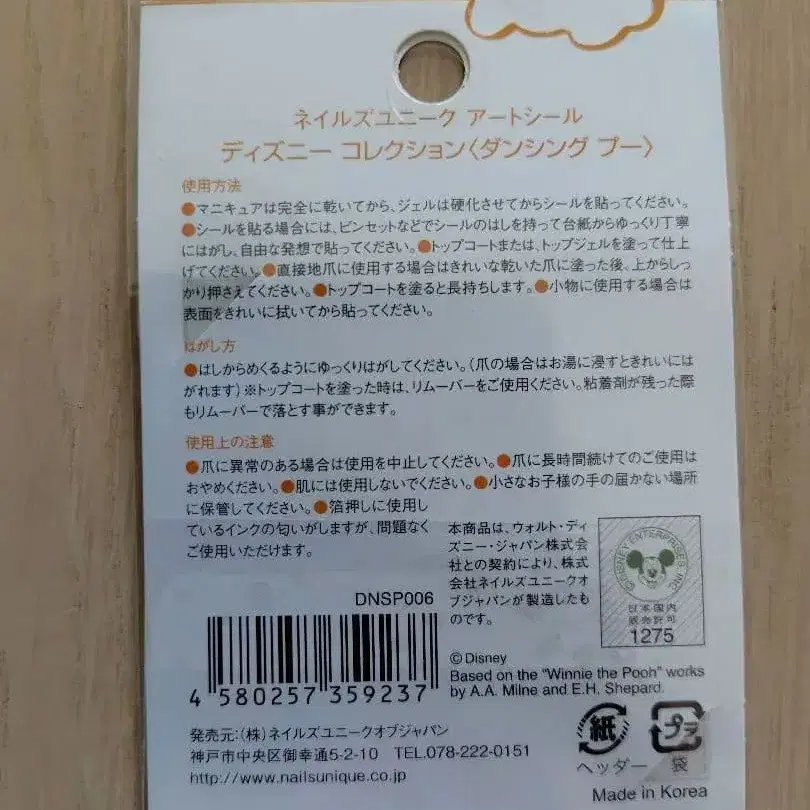 ネイルズユニーク アートシール
ディズニー コレクション〈ダンシング プー〉
使用方法
●マニキュアは完全に乾いてから、ジェルは硬化させてからシールを貼ってください。
●シールを貼る場合には、ピンセットなどでシールのはしを持って台紙からゆっくり丁寧
にはがし、自由な発想で貼ってください。●トップコートまたは、トップジェルを塗って仕上
げてください。●直接地爪に使用する場合はきれいな乾いた爪に塗った後、上からしっ
かり押さえてください。●トップコートを塗ると長持ちします。●小物に使用する場合は
表面をきれいに拭いてから貼ってください。
はがし方
●はしからめくるようにゆっくりはがしてください。(爪の場合はお湯に浸すときれいには
がれます)※トップコートを塗った時は、リムーバーをご使用ください。粘着剤が残った際
もリムーバーで落とす事ができます。
使用上の注意
●爪に異常のある場合は使用を中止してください。●爪に長時間続けてのご使用は
おやめください。●肌には使用しないでください。●小さなお子様の手の届かない場所
に保管してください。●箔押しに使用し
ているインクの匂いがしますが、問題なく
ご使用いただけます。
本商品は、ウォルト・ディ
ズニー・ジャパン株式会
社との契約により、株式
会社ネイルズユニークオ
ブジャパンが製造したも
のです。
©DISNEY ENTERPRISES, INC.
日本国内
販売許可
1275
DNSP006
4 580257 359237
©Disney
Based on the "Winnie the Pooh" works
by A.A. Milne and E.H. Shepard.
発売元:(株)ネイルズユニークオブジャパン
神戸市中央区御幸通5-2-10 TEL.078-222-0151
http://www.nailsunique.co.jp
紙
ヘッダー
プラ
袋
Made in Korea